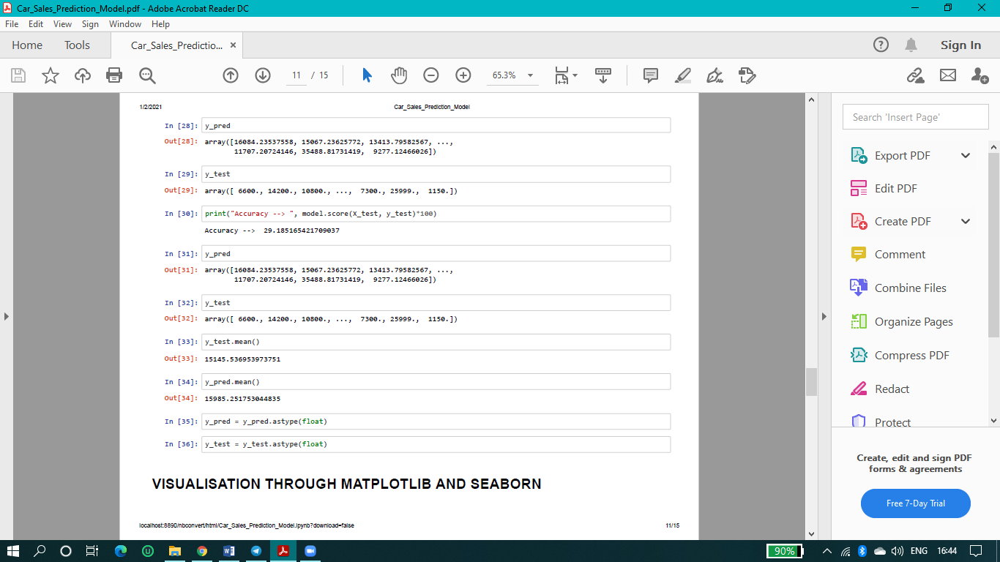 Car_Sales_Prediction_Model.pdf - Adobe Acrobat Reader DC
File Edit View Sign Window Help
Home Tools Car_Sales_Predictio... × ? Sign In
11 / 15 65.3%
1/2/2021 Car_Sales_Prediction_Model
In [28]: y_pred
Out[28]: array([16084.23537558, 15067.23625772, 13413.79582567, ...,
11707.20724146, 35488.81731419, 9277.12466026])
In [29]: y_test
Out[29]: array([ 6600., 14200., 10800., ..., 7300., 25999., 1150.])
In [30]: print("Accuracy --> ", model.score(X_test, y_test)*100)
Accuracy --> 29.185165421709037
In [31]: y_pred
Out[31]: array([16084.23537558, 15067.23625772, 13413.79582567, ...,
11707.20724146, 35488.81731419, 9277.12466026])
In [32]: y_test
Out[32]: array([ 6600., 14200., 10800., ..., 7300., 25999., 1150.])
In [33]: y_test.mean()
Out[33]: 15145.536953973751
In [34]: y_pred.mean()
Out[34]: 15985.251753044835
In [35]: y_pred = y_pred.astype(float)
In [36]: y_test = y_test.astype(float)
VISUALISATION THROUGH MATPLOTLIB AND SEABORN
localhost:8890/nbconvert/html/Car_Sales_Prediction_Model.ipynb?download=false 11/15
Search 'Insert Page'
Export PDF
Edit PDF
Create PDF
Comment
Combine Files
Organize Pages
Compress PDF
Redact
Protect
Create, edit and sign PDF
forms & agreements
Free 7-Day Trial
90% ENG 16:44